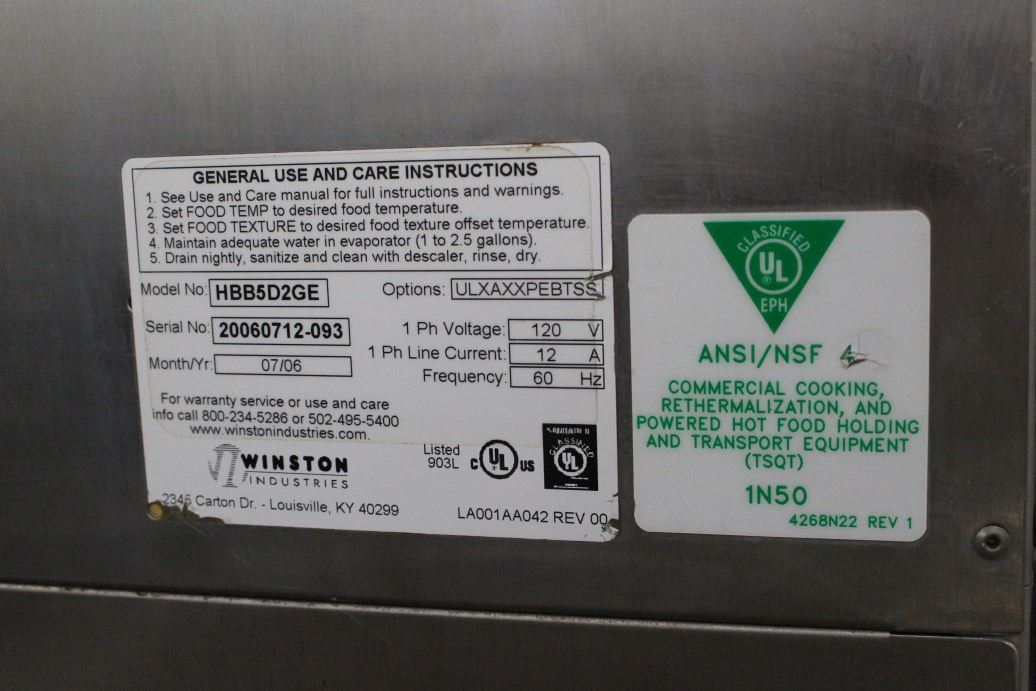 GENERAL USE AND CARE INSTRUCTIONS
1. See Use and Care manual for full instructions and warnings.
2. Set FOOD TEMP to desired food temperature.
3. Set FOOD TEXTURE to desired food texture offset temperature.
4. Maintain adequate water in evaporator (1 to 2.5 gallons).
5. Drain nightly, sanitize and clean with descaler, rinse, dry.
Model No: HBB5D2GE Options: ULXAXXPEBTSS
Serial No: 20060712-093 1 Ph Voltage: 120 V
1 Ph Line Current: 12 A
Month/Yr: 07/06 Frequency: 60 Hz
For warranty service or use and care
info call 800-234-5286 or 502-495-5400
www.winstonindustries.com.
WINSTON
INDUSTRIES
Listed
903L
C UL US
CLASSIFIED
UL
2345 Carton Dr. - Louisville, KY 40299
LA001AA042 REV 00
CLASSIFIED
UL
EPH
ANSI/NSF 4
COMMERCIAL COOKING,
RETHERMALIZATION, AND
POWERED HOT FOOD HOLDING
AND TRANSPORT EQUIPMENT
(TSQT)
1N50
4268N22 REV 1